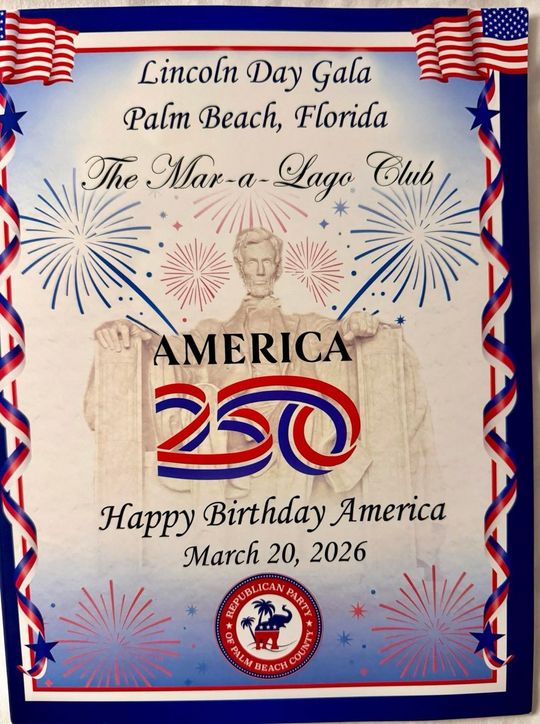 Lincoln Day Gala
Palm Beach, Florida
The Mar-a-Lago Club
AMERICA
250
Happy Birthday America
March 20, 2026
REPUBLICAN PARTY
OF PALM BEACH COUNTY